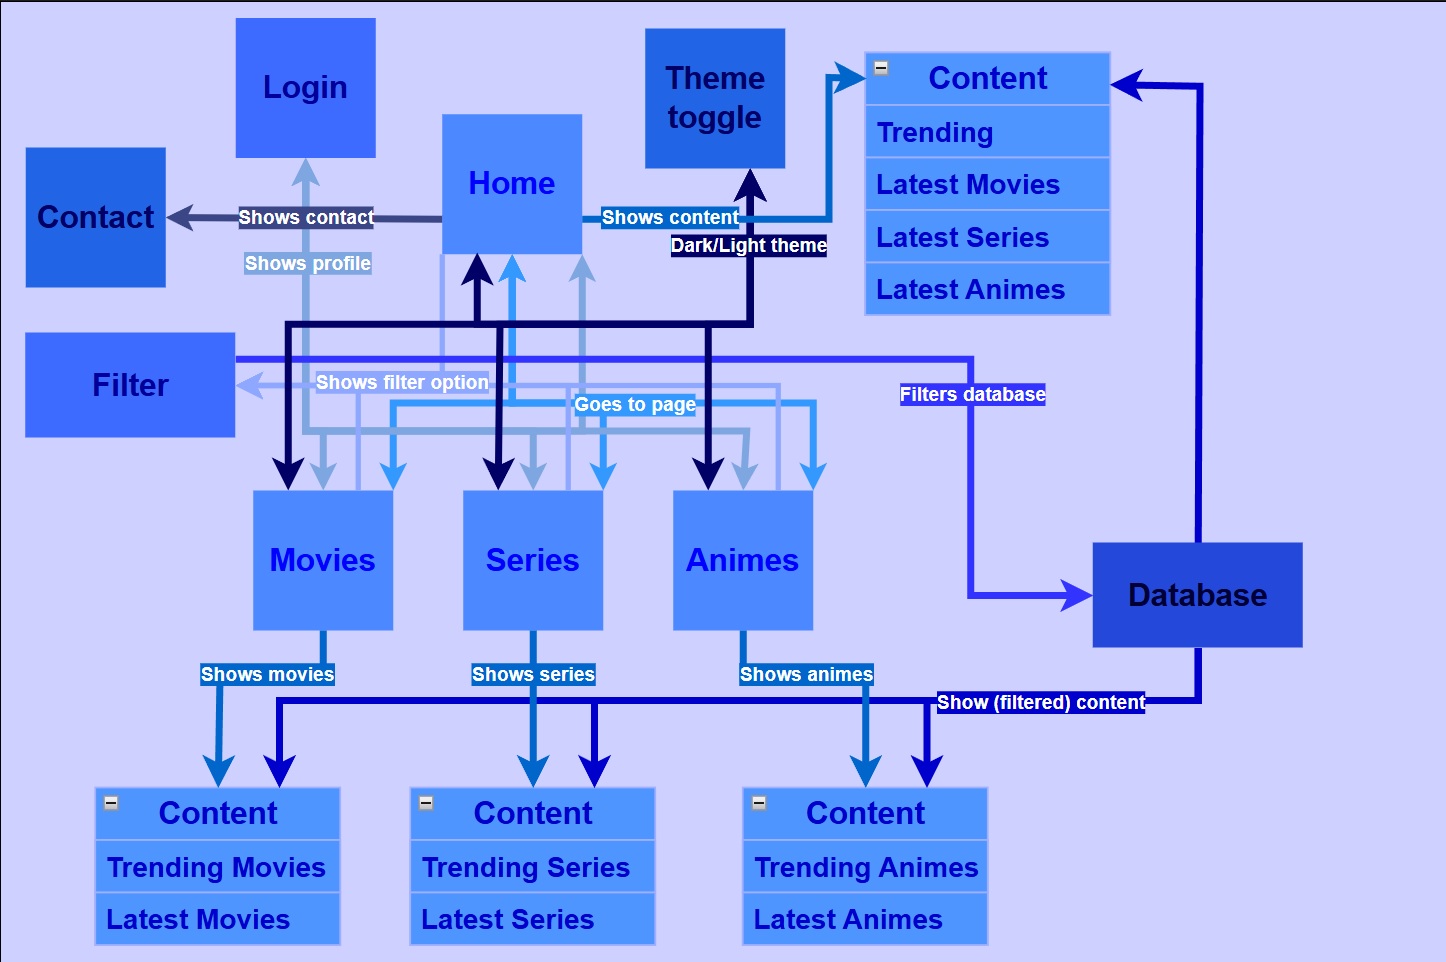 Login
Theme
toggle
Content
Trending
Latest Movies
Latest Series
Latest Animes
Home
Contact
Shows contact
Shows content
Dark/Light theme
Shows profile
Filter
Shows filter option
Filters database
Goes to page
Movies
Series
Animes
Database
Shows movies
Shows series
Shows animes
Show (filtered) content
Content
Trending Movies
Latest Movies
Content
Trending Series
Latest Series
Content
Trending Animes
Latest Animes